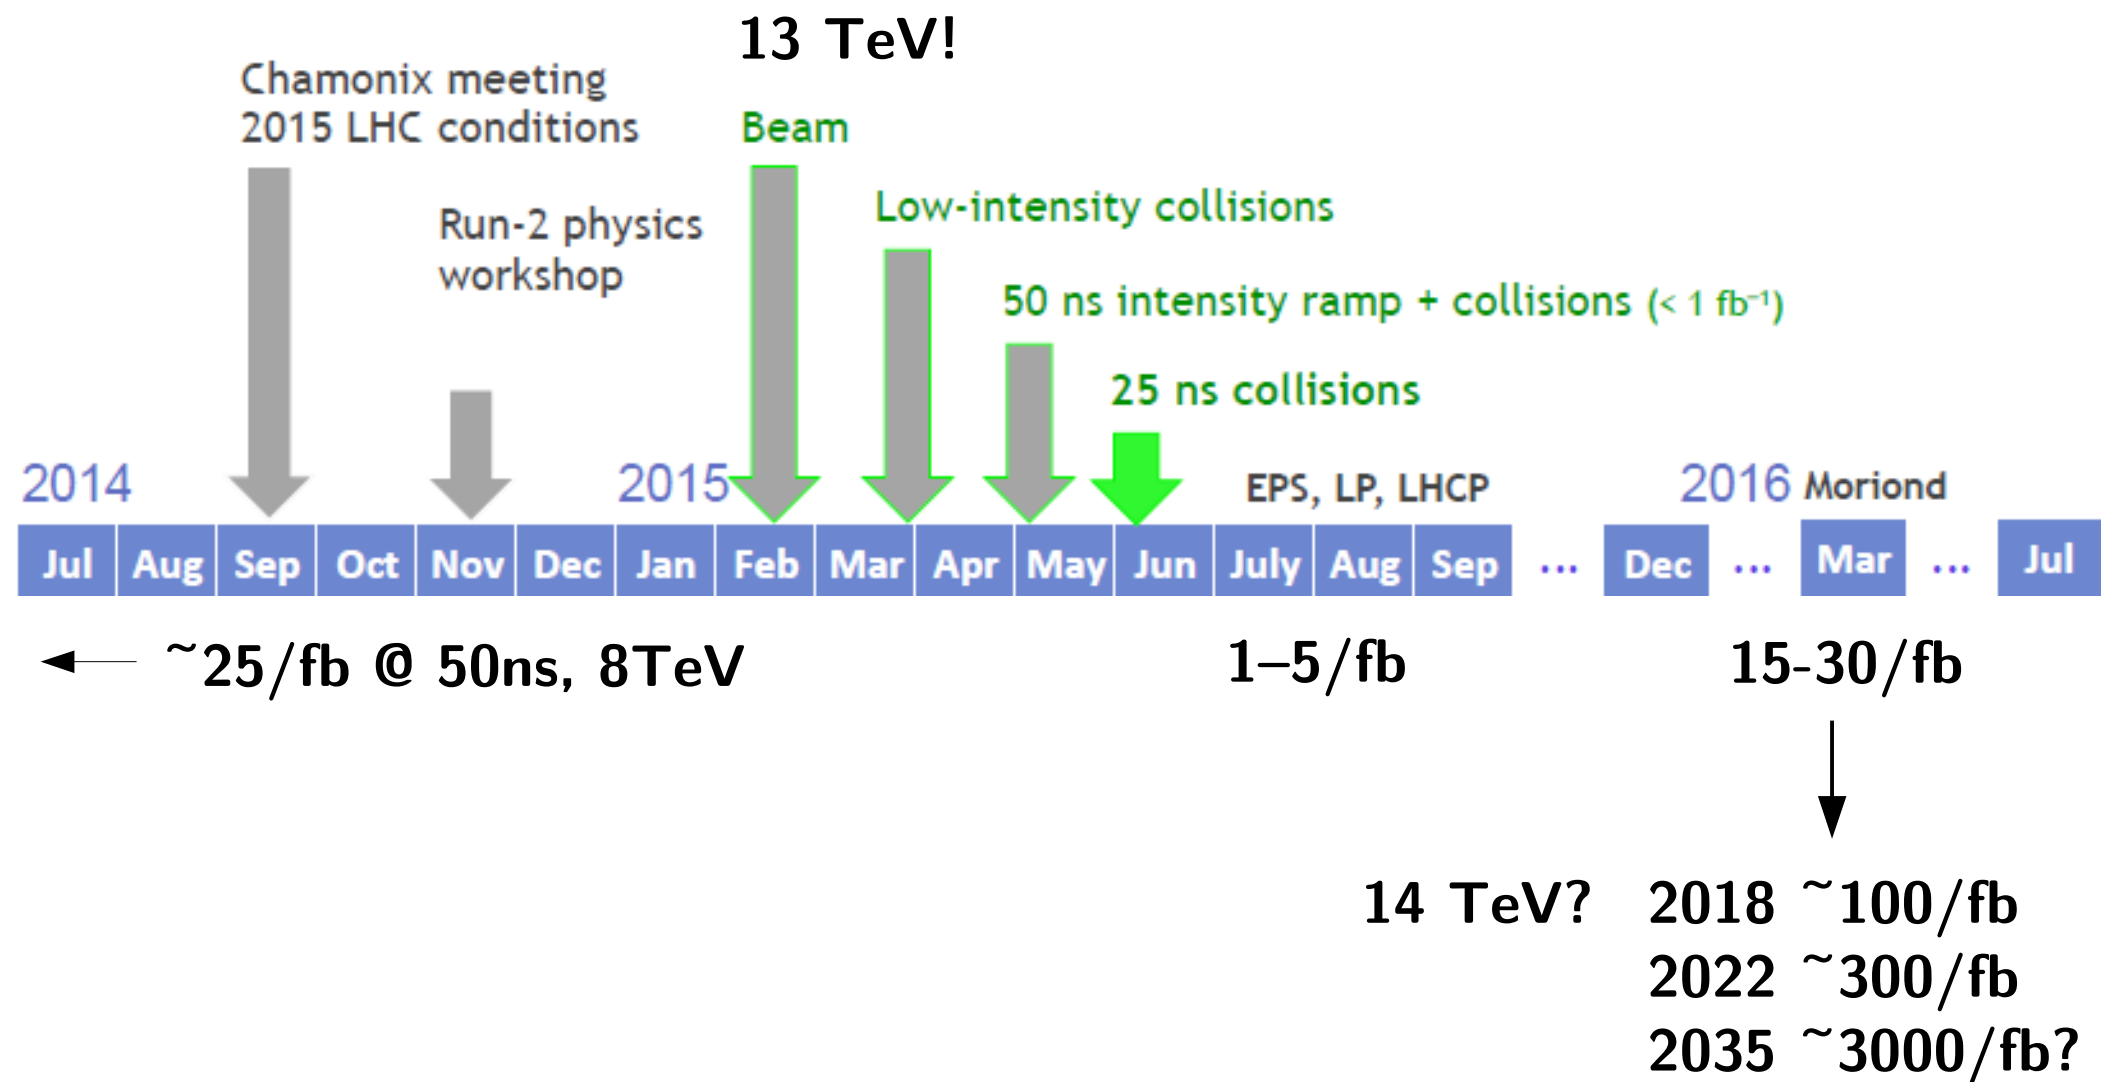 13 TeV!
Chamonix meeting
2015 LHC conditions
Beam
Run-2 physics
workshop
Low-intensity collisions
50 ns intensity ramp + collisions (< 1 fb⁻¹)
25 ns collisions
2014
2015
EPS, LP, LHCP
2016 Moriond
Jul Aug Sep Oct Nov Dec Jan Feb Mar Apr May Jun July Aug Sep ... Dec ... Mar ... Jul
~25/fb @ 50ns, 8TeV
1–5/fb
15-30/fb
14 TeV? 2018 ~100/fb
2022 ~300/fb
2035 ~3000/fb?